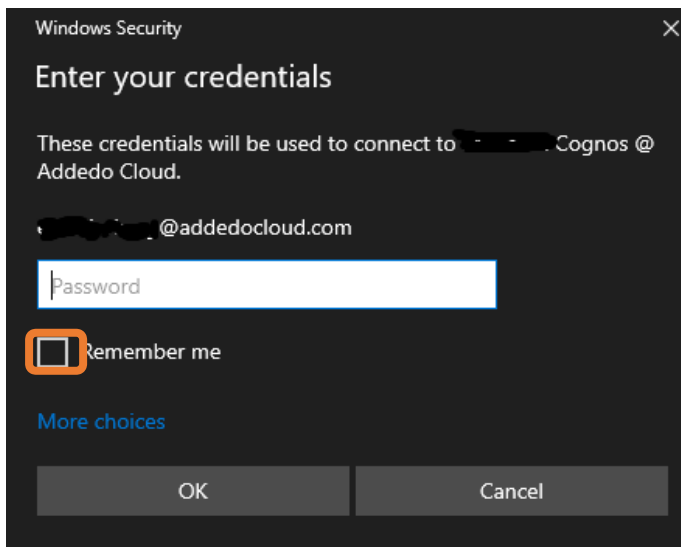 Windows Security
Enter your credentials
These credentials will be used to connect to Cognos @
Addedo Cloud.
@addedocloud.com
Password
Remember me
More choices
OK
Cancel